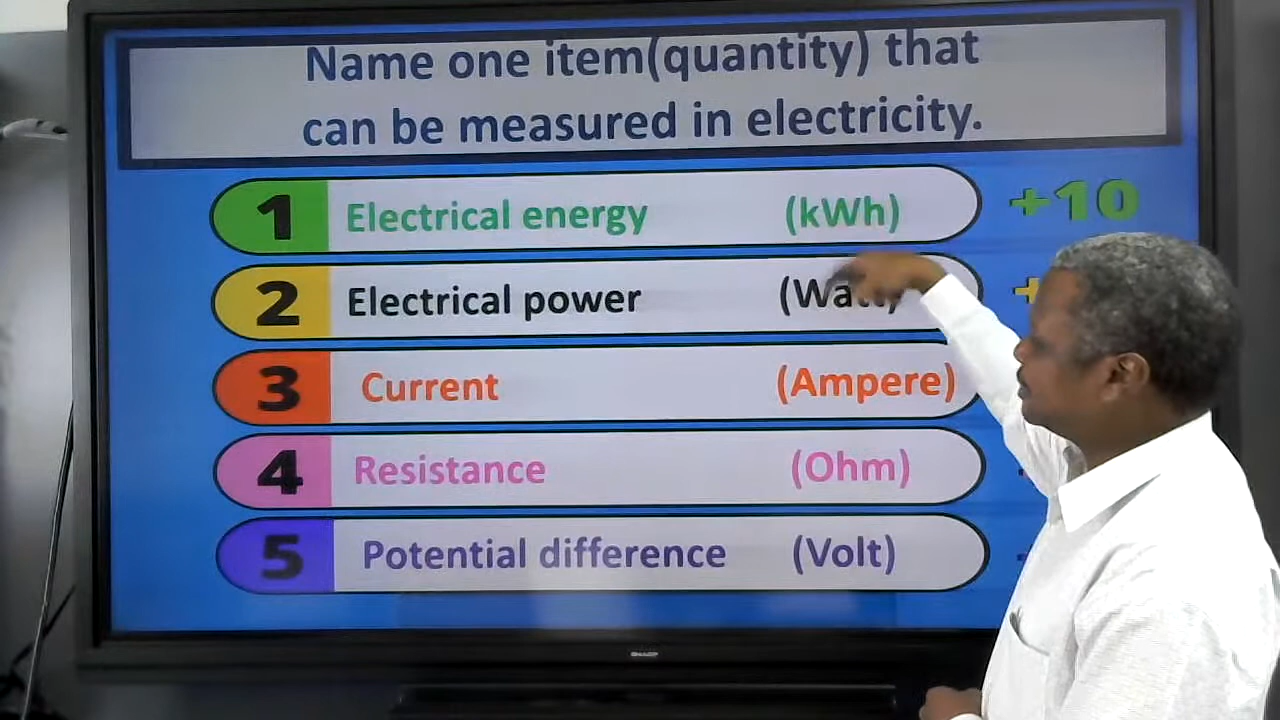 Name one item(quantity) that
can be measured in electricity.
1 Electrical energy (kWh) +10
2 Electrical power
3 Current (Ampere)
4 Resistance (Ohm)
5 Potential difference (Volt)
SHARP